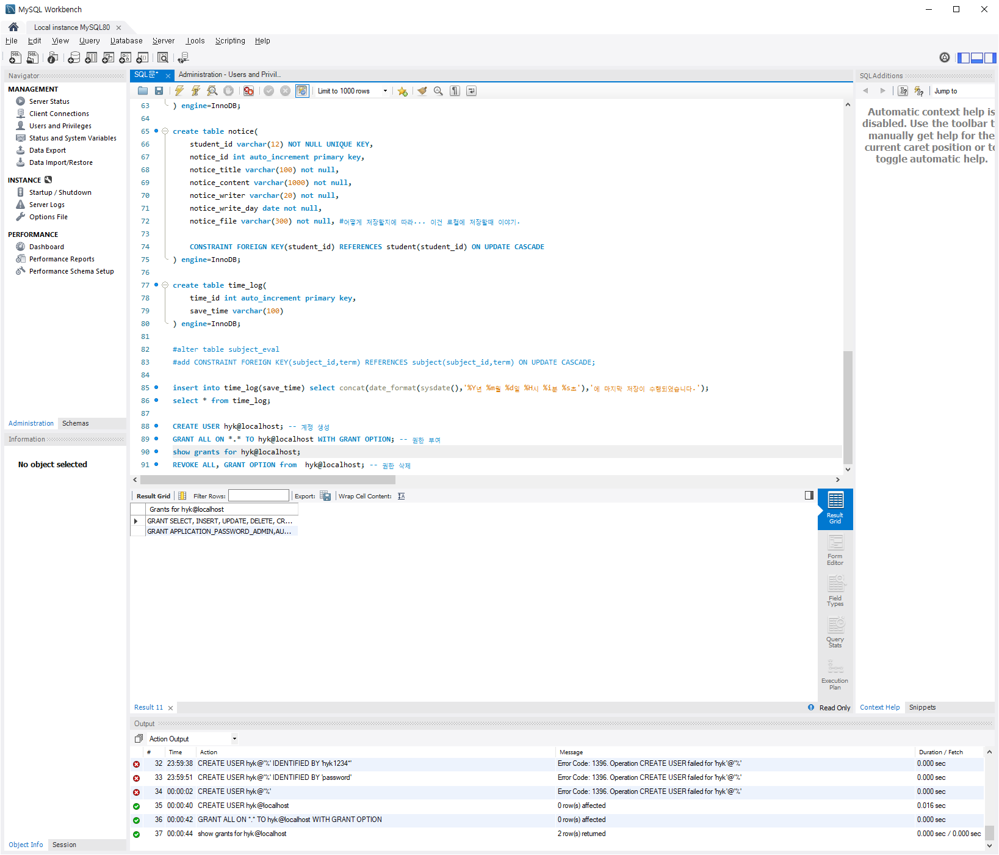 MySQL Workbench
Local instance MySQL80
File Edit View Query Database Server Tools Scripting Help
Navigator
MANAGEMENT
Server Status
Client Connections
Users and Privileges
Status and System Variables
Data Export
Data Import/Restore
INSTANCE
Startup / Shutdown
Server Logs
Options File
PERFORMANCE
Dashboard
Performance Reports
Performance Schema Setup
Administration Schemas
Information
No object selected
Object Info Session
SQL문* Administration - Users and Privil...
Limit to 1000 rows
63 ) engine=InnoDB;
64
65 create table notice(
66 student_id varchar(12) NOT NULL UNIQUE KEY,
67 notice_id int auto_increment primary key,
68 notice_title varchar(100) not null,
69 notice_content varchar(1000) not null,
70 notice_writer varchar(20) not null,
71 notice_write_day date not null,
72 notice_file varchar(300) not null, #어떻게 저장할지에 따라... 이건 로컬에 저장할때 이야기.
73
74 CONSTRAINT FOREIGN KEY(student_id) REFERENCES student(student_id) ON UPDATE CASCADE
75 ) engine=InnoDB;
76
77 create table time_log(
78 time_id int auto_increment primary key,
79 save_time varchar(100)
80 ) engine=InnoDB;
81
82 #alter table subject_eval
83 #add CONSTRAINT FOREIGN KEY(subject_id,term) REFERENCES subject(subject_id,term) ON UPDATE CASCADE;
84
85 insert into time_log(save_time) select concat(date_format(sysdate(),'%Y년 %m월 %d일 %H시 %i분 %s초'),'에 마지막 저장이 수행되었습니다.');
86 select * from time_log;
87
88 CREATE USER hyk@localhost; -- 계정 생성
89 GRANT ALL ON *.* TO hyk@localhost WITH GRANT OPTION; -- 권한 부여
90 show grants for hyk@localhost;
91 REVOKE ALL, GRANT OPTION from  hyk@localhost; -- 권한 삭제
Result Grid Filter Rows: Export: Wrap Cell Content:
Grants for hyk@localhost
GRANT SELECT, INSERT, UPDATE, DELETE, CR...
GRANT APPLICATION_PASSWORD_ADMIN,AU...
Result
Grid
Form
Editor
Field
Types
Query
Stats
Execution
Plan
Result 11
Read Only
SQLAdditions
Jump to
Automatic context help is
disabled. Use the toolbar t
manually get help for the
current caret position or to
toggle automatic help.
Context Help Snippets
Output
Action Output
# Time Action Message Duration / Fetch
32 23:59:38 CREATE USER hyk@'%' IDENTIFIED BY 'hyk1234*' Error Code: 1396. Operation CREATE USER failed for 'hyk'@'%' 0.000 sec
33 23:59:51 CREATE USER hyk@'%' IDENTIFIED BY 'password' Error Code: 1396. Operation CREATE USER failed for 'hyk'@'%' 0.000 sec
34 00:00:02 CREATE USER hyk@'%' Error Code: 1396. Operation CREATE USER failed for 'hyk'@'%' 0.000 sec
35 00:00:40 CREATE USER hyk@localhost 0 row(s) affected 0.016 sec
36 00:00:42 GRANT ALL ON *.* TO hyk@localhost WITH GRANT OPTION 0 row(s) affected 0.000 sec
37 00:00:44 show grants for hyk@localhost 2 row(s) returned 0.000 sec / 0.000 sec